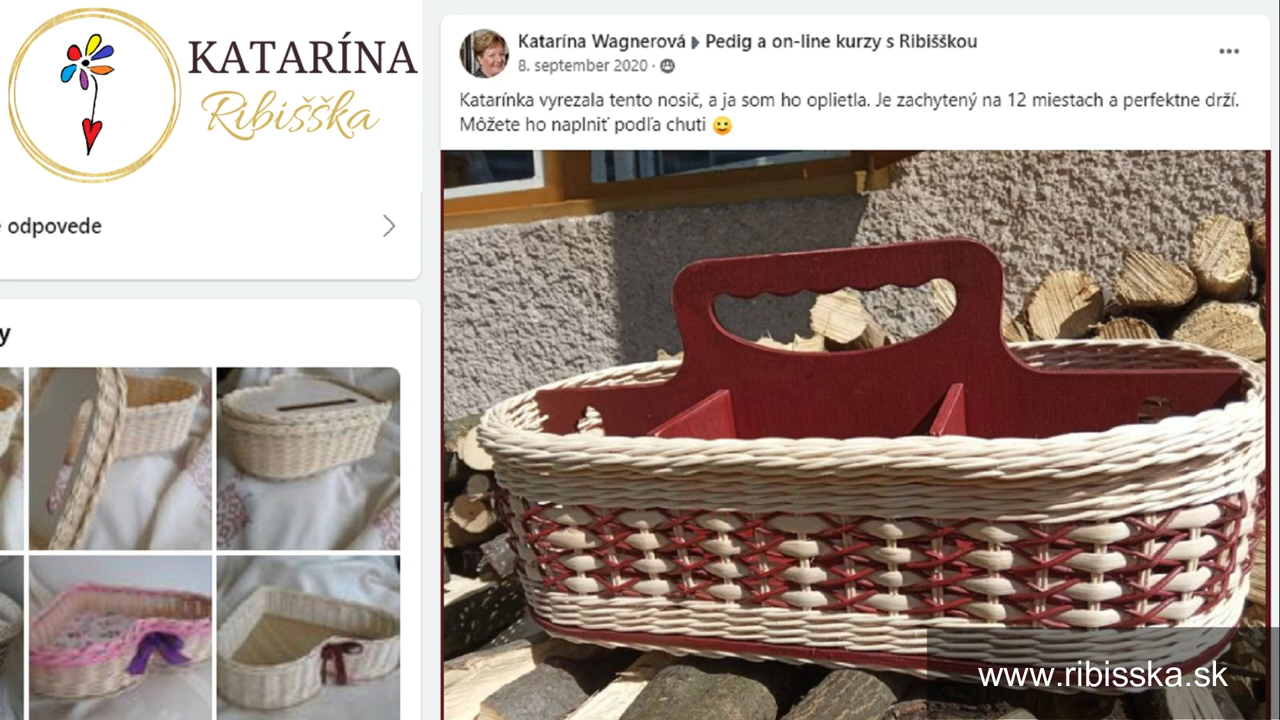 KATARÍNA
Ribišška
odpovede
Katarína Wagnerová ▸ Pedig a on-line kurzy s Ribišškou
8. september 2020 ·
Katarínka vyrezala tento nosič, a ja som ho oplietla. Je zachytený na 12 miestach a perfektne drží.
Môžete ho naplniť podľa chuti 🙂
www.ribisska.sk